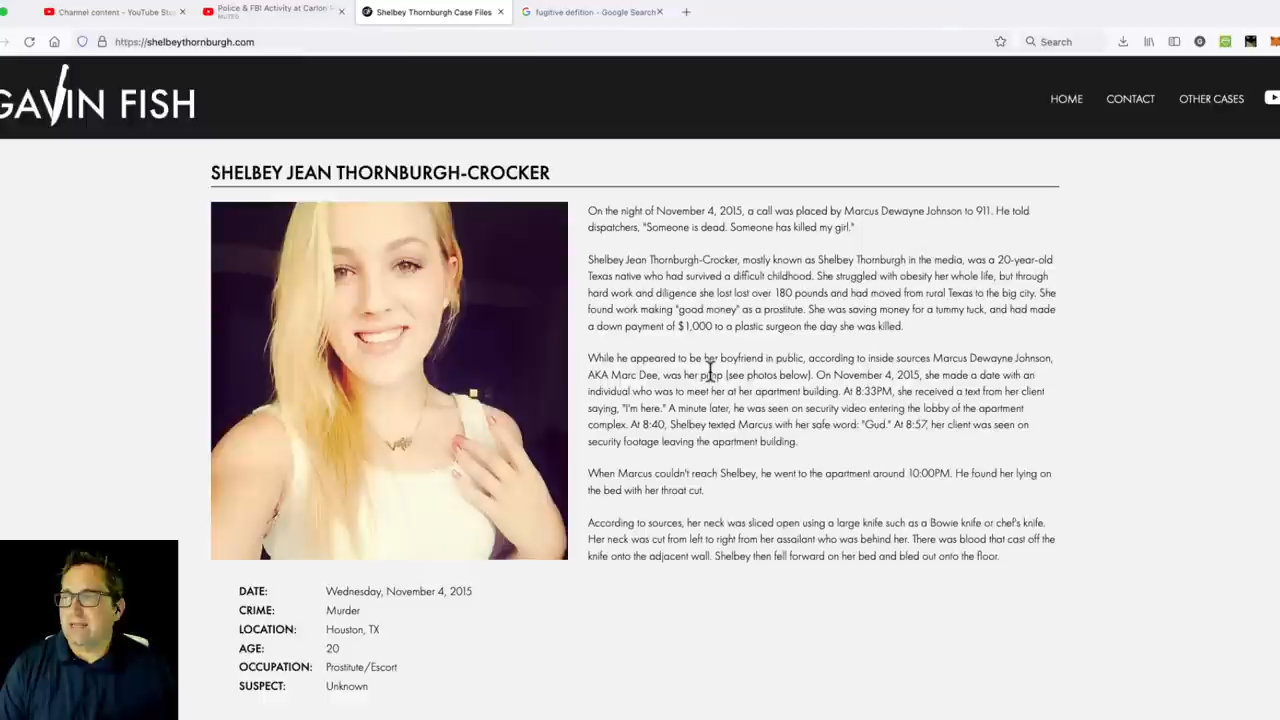 Channel content - YouTube Stu
Police & FBI Activity at Carlon
MUTED
Shelbey Thornburgh Case Files
fugitive defition - Google Search
https://shelbeythornburgh.com
Search
GAVIN FISH
HOME
CONTACT
OTHER CASES
SHELBEY JEAN THORNBURGH-CROCKER
On the night of November 4, 2015, a call was placed by Marcus Dewayne Johnson to 911. He told
dispatchers, "Someone is dead. Someone has killed my girl."
Shelbey Jean Thornburgh-Crocker, mostly known as Shelbey Thornburgh in the media, was a 20-year-old
Texas native who had survived a difficult childhood. She struggled with obesity her whole life, but through
hard work and diligence she lost lost over 180 pounds and had moved from rural Texas to the big city. She
found work making "good money" as a prostitute. She was saving money for a tummy tuck, and had made
a down payment of $1,000 to a plastic surgeon the day she was killed.
While he appeared to be her boyfriend in public, according to inside sources Marcus Dewayne Johnson,
AKA Marc Dee, was her pimp (see photos below). On November 4, 2015, she made a date with an
individual who was to meet her at her apartment building. At 8:33PM, she received a text from her client
saying, "I'm here." A minute later, he was seen on security video entering the lobby of the apartment
complex. At 8:40, Shelbey texted Marcus with her safe word: "Gud." At 8:57, her client was seen on
security footage leaving the apartment building.
When Marcus couldn't reach Shelbey, he went to the apartment around 10:00PM. He found her lying on
the bed with her throat cut.
According to sources, her neck was sliced open using a large knife such as a Bowie knife or chef's knife.
Her neck was cut from left to right from her assailant who was behind her. There was blood that cast off the
knife onto the adjacent wall. Shelbey then fell forward on her bed and bled out onto the floor.
DATE: Wednesday, November 4, 2015
CRIME: Murder
LOCATION: Houston, TX
AGE: 20
OCCUPATION: Prostitute/Escort
SUSPECT: Unknown